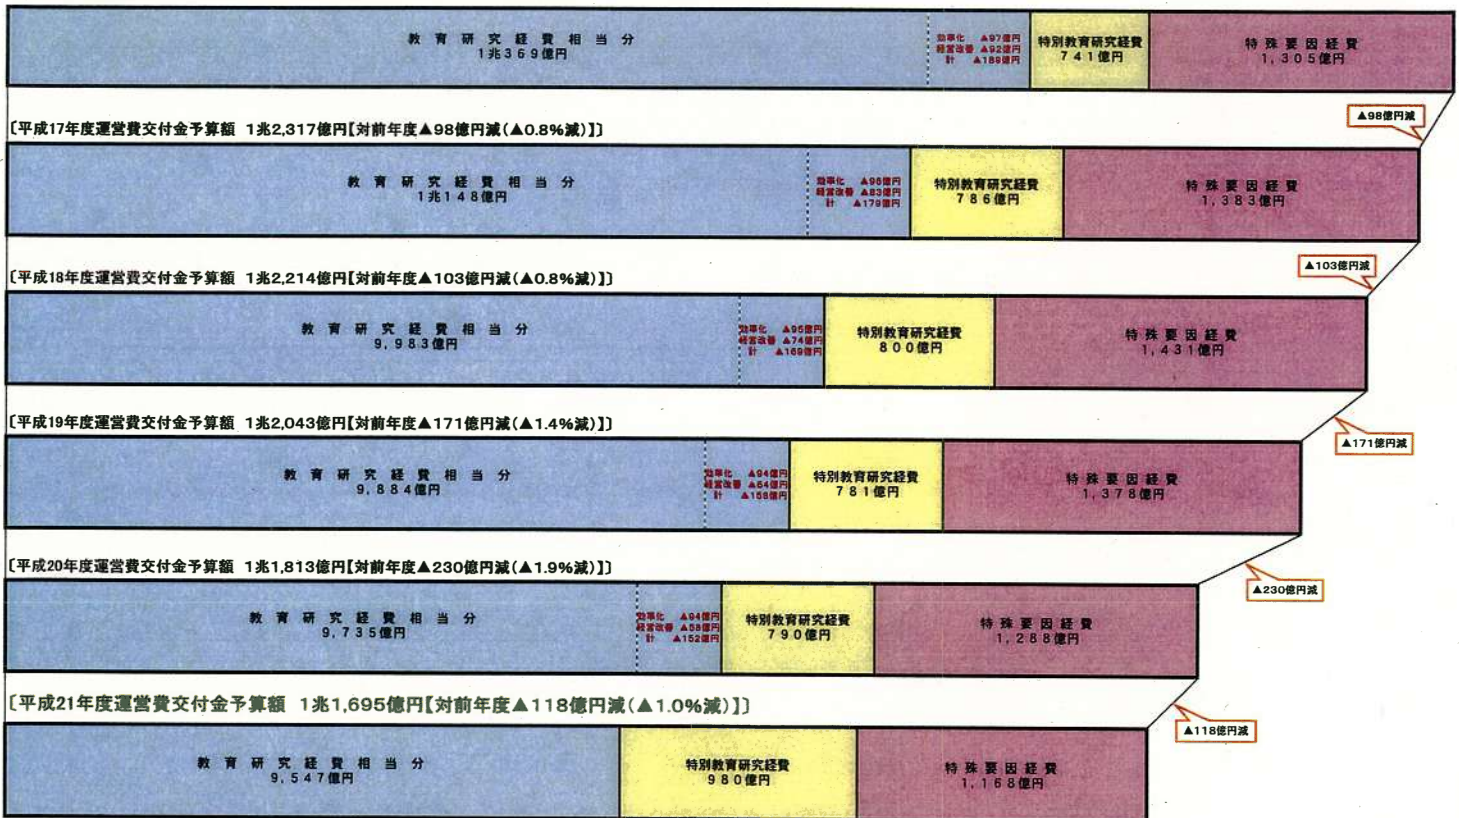 教育研究経費相当分
1兆369億円
効率化 ▲97億円
経営改善 ▲92億円
計 ▲189億円
特別教育研究経費
741億円
特殊要因経費
1,305億円
▲98億円減
〔平成17年度運営費交付金予算額 1兆2,317億円【対前年度▲98億円減(▲0.8%減)】〕
教育研究経費相当分
1兆148億円
効率化 ▲96億円
経営改善 ▲83億円
計 ▲179億円
特別教育研究経費
786億円
特殊要因経費
1,383億円
▲103億円減
〔平成18年度運営費交付金予算額 1兆2,214億円【対前年度▲103億円減(▲0.8%減)】〕
教育研究経費相当分
9,983億円
効率化 ▲95億円
経営改善 ▲74億円
計 ▲169億円
特別教育研究経費
800億円
特殊要因経費
1,431億円
▲171億円減
〔平成19年度運営費交付金予算額 1兆2,043億円【対前年度▲171億円減(▲1.4%減)】〕
教育研究経費相当分
9,884億円
効率化 ▲94億円
経営改善 ▲64億円
計 ▲158億円
特別教育研究経費
781億円
特殊要因経費
1,378億円
▲230億円減
〔平成20年度運営費交付金予算額 1兆1,813億円【対前年度▲230億円減(▲1.9%減)】〕
教育研究経費相当分
9,735億円
効率化 ▲94億円
経営改善 ▲58億円
計 ▲152億円
特別教育研究経費
790億円
特殊要因経費
1,288億円
▲118億円減
〔平成21年度運営費交付金予算額 1兆1,695億円【対前年度▲118億円減(▲1.0%減)】〕
教育研究経費相当分
9,547億円
特別教育研究経費
980億円
特殊要因経費
1,168億円